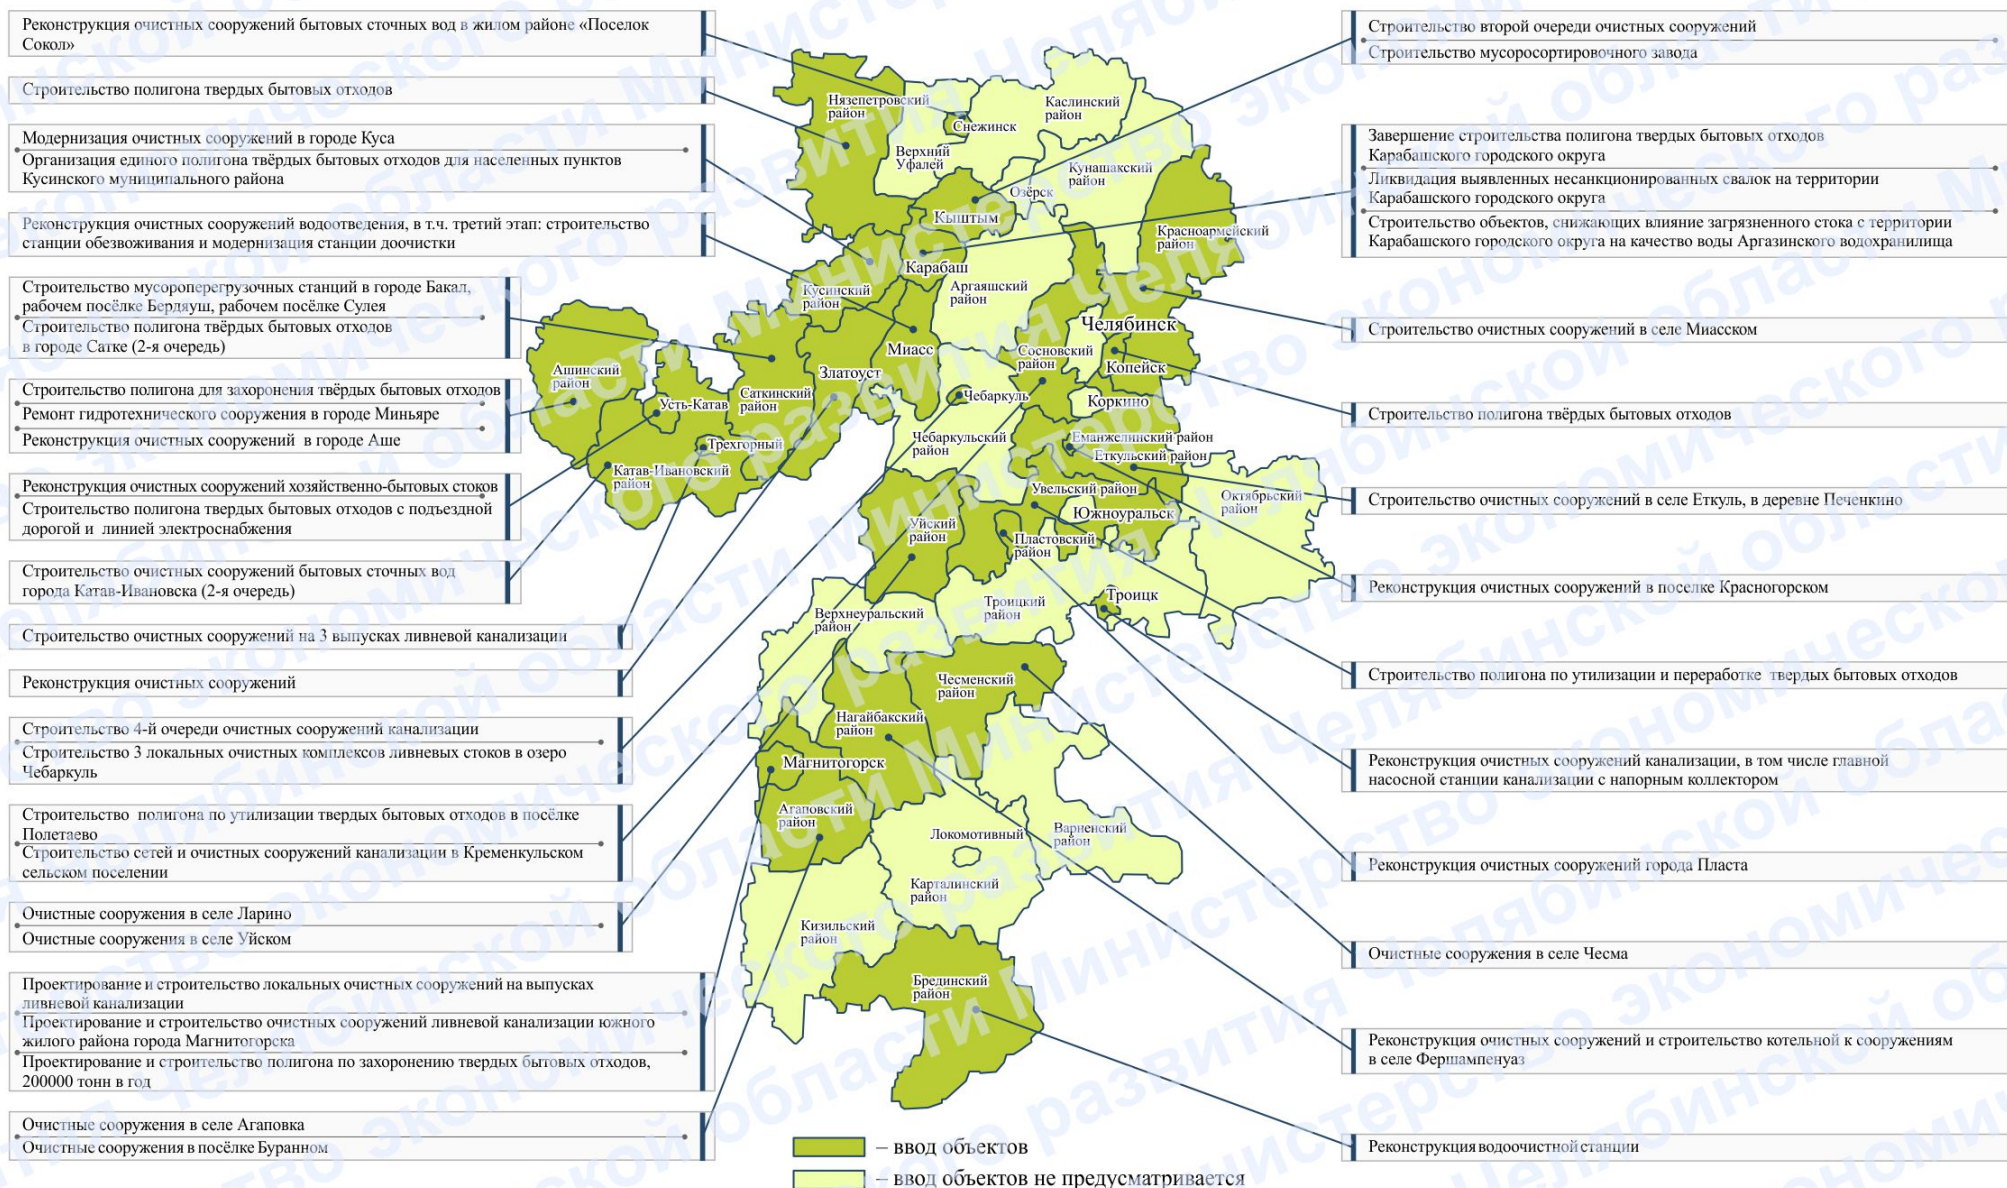 Реконструкция очистных сооружений бытовых сточных вод в жилом районе «Поселок
Сокол»
Строительство полигона твердых бытовых отходов
Модернизация очистных сооружений в городе Куса
Организация единого полигона твёрдых бытовых отходов для населенных пунктов
Кусинского муниципального района
Реконструкция очистных сооружений водоотведения, в т.ч. третий этап: строительство
станции обезвоживания и модернизация станции доочистки
Строительство мусороперегрузочных станций в городе Бакал,
рабочем посёлке Бердяуш, рабочем посёлке Сулея
Строительство полигона твёрдых бытовых отходов
в городе Сатке (2-я очередь)
Строительство полигона для захоронения твёрдых бытовых отходов
Ремонт гидротехнического сооружения в городе Миньяре
Реконструкция очистных сооружений в городе Аше
Реконструкция очистных сооружений хозяйственно-бытовых стоков
Строительство полигона твердых бытовых отходов с подъездной
дорогой и линией электроснабжения
Строительство очистных сооружений бытовых сточных вод
города Катав-Ивановска (2-я очередь)
Строительство очистных сооружений на 3 выпусках ливневой канализации
Реконструкция очистных сооружений
Строительство 4-й очереди очистных сооружений канализации
Строительство 3 локальных очистных комплексов ливневых стоков в озеро
Чебаркуль
Строительство полигона по утилизации твердых бытовых отходов в посёлке
Полетаево
Строительство сетей и очистных сооружений канализации в Кременкульском
сельском поселении
Очистные сооружения в селе Ларино
Очистные сооружения в селе Уйском
Проектирование и строительство локальных очистных сооружений на выпусках
ливневой канализации
Проектирование и строительство очистных сооружений ливневой канализации южного
жилого района города Магнитогорска
Проектирование и строительство полигона по захоронению твердых бытовых отходов,
200000 тонн в год
Очистные сооружения в селе Агаповка
Очистные сооружения в посёлке Буранном
Нязепетровский
район
Каслинский
район
Снежинск
Верхний
Уфалей
Кунашакский
район
Озёрск
Кыштым
Красноармейский
район
Карабаш
Кусинский
район
Аргаяшский
район
Челябинск
Миасс
Сосновский
район
Копейск
Ашинский
район
Златоуст
Саткинский
район
Чебаркуль
Усть-Катав
Коркино
Чебаркульский
район
Трехгорный
Еманжелинский район
Еткульский район
Катав-Ивановский
район
Увельский район
Октябрьский
район
Южноуральск
Уйский
район
Пластовский
район
Троицк
Троицкий
район
Верхнеуральский
район
Чесменский
район
Нагайбакский
район
Магнитогорск
Агаповский
район
Локомотивный
Варненский
район
Карталинский
район
Кизильский
район
Брединский
район
– ввод объектов
– ввод объектов не предусматривается
Строительство второй очереди очистных сооружений
Строительство мусоросортировочного завода
Завершение строительства полигона твердых бытовых отходов
Карабашского городского округа
Ликвидация выявленных несанкционированных свалок на территории
Карабашского городского округа
Строительство объектов, снижающих влияние загрязненного стока с территории
Карабашского городского округа на качество воды Аргазинского водохранилища
Строительство очистных сооружений в селе Миасском
Строительство полигона твёрдых бытовых отходов
Строительство очистных сооружений в селе Еткуль, в деревне Печенкино
Реконструкция очистных сооружений в поселке Красногорском
Строительство полигона по утилизации и переработке твердых бытовых отходов
Реконструкция очистных сооружений канализации, в том числе главной
насосной станции канализации с напорным коллектором
Реконструкция очистных сооружений города Пласта
Очистные сооружения в селе Чесма
Реконструкция очистных сооружений и строительство котельной к сооружениям
в селе Фершампенуаз
Реконструкция водоочистной станции
Министерство экономического развития Челябинской области